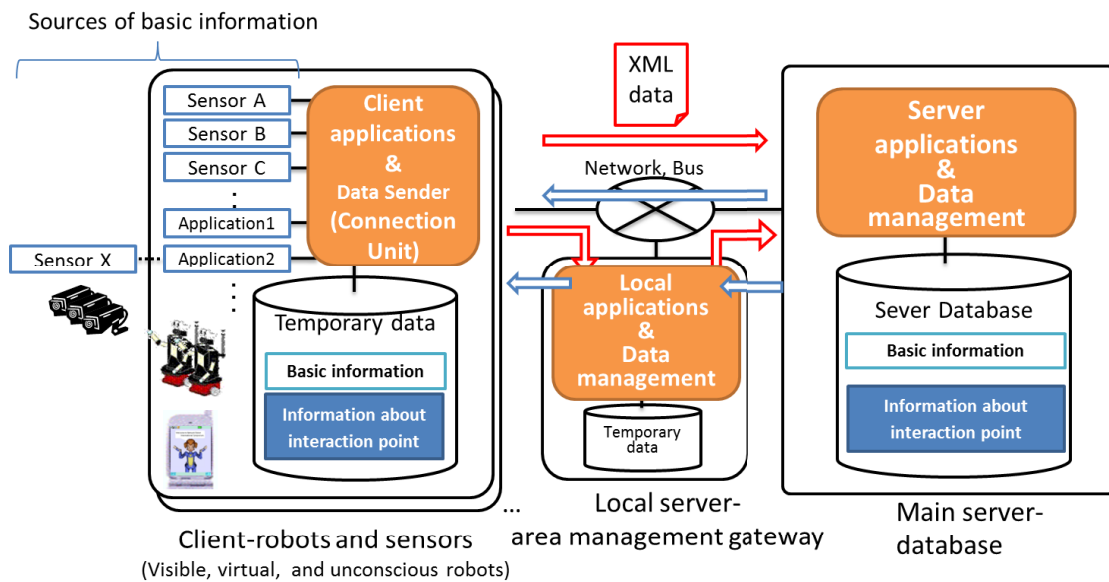 Sources of basic information
Sensor A
Sensor B
Sensor C
Application1
Application2
Sensor X
Client
applications
&
Data Sender
(Connection
Unit)
Temporary data
Basic information
Information about
interaction point
...
Client-robots and sensors
(Visible, virtual, and unconscious robots)
XML
data
Network, Bus
Local
applications
&
Data
management
Temporary
data
Local server-
area management gateway
Server
applications
&
Data
management
Sever Database
Basic information
Information about
interaction point
Main server-
database